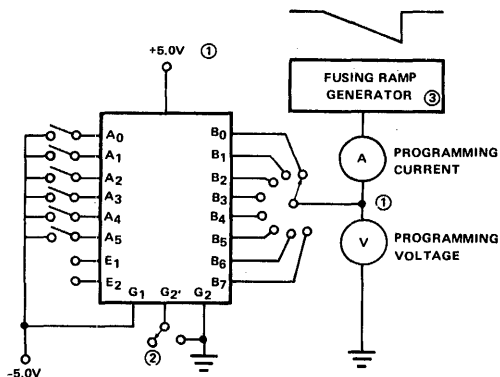 +5.0V ①
FUSING RAMP
GENERATOR ③
A0
A1
A2
A3
A4
A5
E1
E2
B0
B1
B2
B3
B4
B5
B6
B7
G1 G2' G2
A PROGRAMMING
CURRENT
①
V PROGRAMMING
VOLTAGE
②
-5.0V